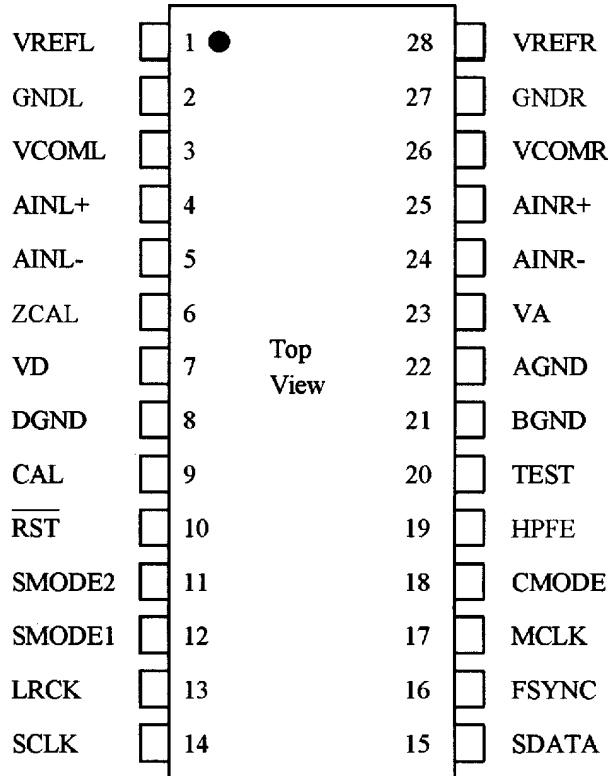 VREFL 1 28 VREFR
GNDL 2 27 GNDR
VCOML 3 26 VCOMR
AINL+ 4 25 AINR+
AINL- 5 24 AINR-
ZCAL 6 23 VA
VD 7 Top 22 AGND
View
DGND 8 21 BGND
CAL 9 20 TEST
RST 10 19 HPFE
SMODE2 11 18 CMODE
SMODE1 12 17 MCLK
LRCK 13 16 FSYNC
SCLK 14 15 SDATA